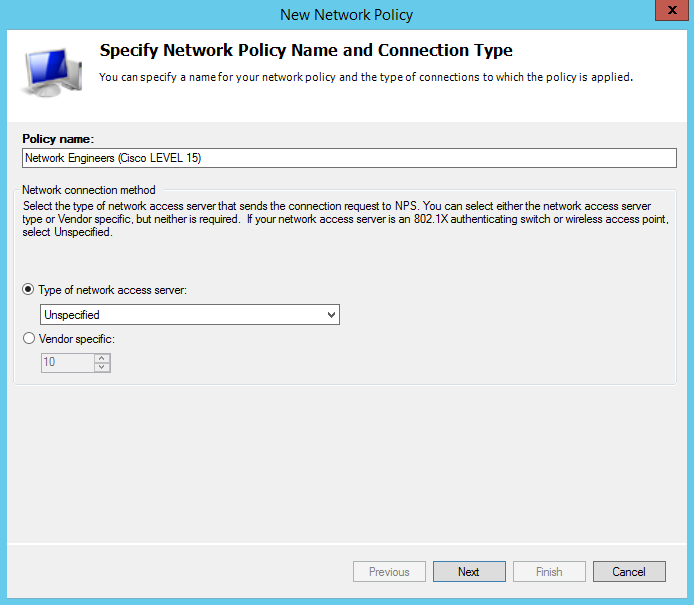 New Network Policy
x
Specify Network Policy Name and Connection Type
You can specify a name for your network policy and the type of connections to which the policy is applied.
Policy name:
Network Engineers (Cisco LEVEL 15)
Network connection method
Select the type of network access server that sends the connection request to NPS. You can select either the network access server
type or Vendor specific, but neither is required.  If your network access server is an 802.1X authenticating switch or wireless access point,
select Unspecified.
Type of network access server:
Unspecified
Vendor specific:
10
Previous Next Finish Cancel